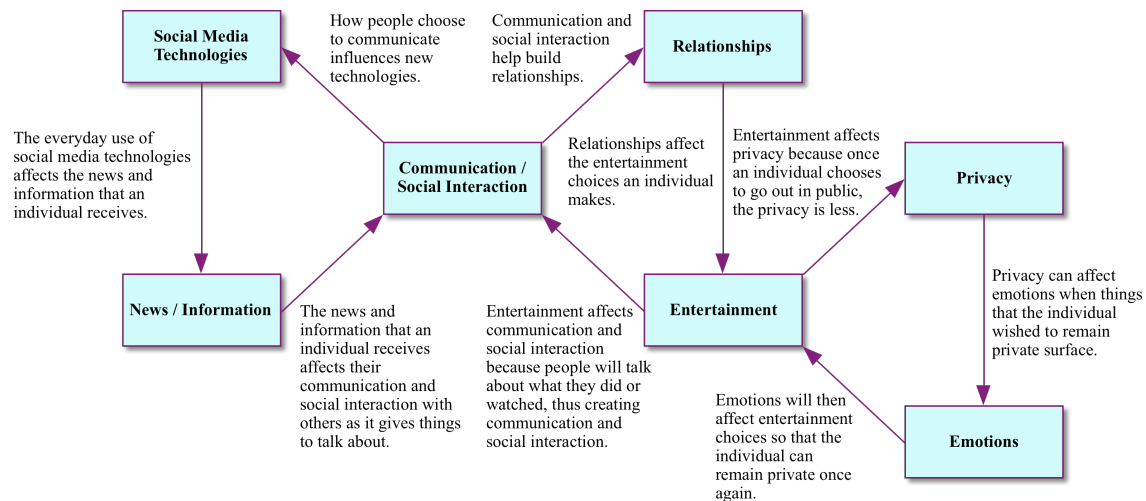 Social Media
Technologies
How people choose
to communicate
influences new
technologies.
Communication and
social interaction
help build
relationships.
Relationships
The everyday use of
social media technologies
affects the news and
information that an
individual receives.
Communication /
Social Interaction
Relationships affect
the entertainment
choices an individual
makes.
Entertainment affects
privacy because once
an individual chooses
to go out in public,
the privacy is less.
Privacy
News / Information
The news and
information that an
individual receives
affects their
communication and
social interaction with
others as it gives things
to talk about.
Entertainment affects
communication and
social interaction
because people will talk
about what they did or
watched, thus creating
communication and
social interaction.
Entertainment
Privacy can affect
emotions when things
that the individual
wished to remain
private surface.
Emotions will then
affect entertainment
choices so that the
individual can
remain private once
again.
Emotions